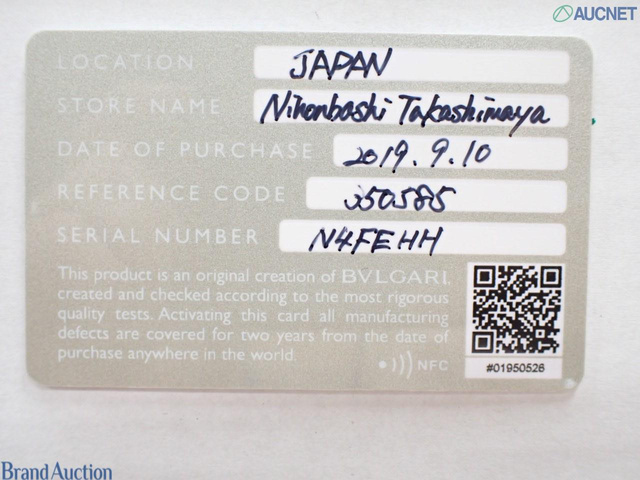 AUCNET
LOCATION JAPAN
STORE NAME Nihonbashi Takashimaya
DATE OF PURCHASE 2019.9.10
REFERENCE CODE 350585
SERIAL NUMBER N4FEHH
This product is an original creation of BVLGARI,
created and checked according to the most rigorous
quality tests. Activating this card all manufacturing
defects are covered for two years from the date of
purchase anywhere in the world.
NFC
#01950526
Brand Auction